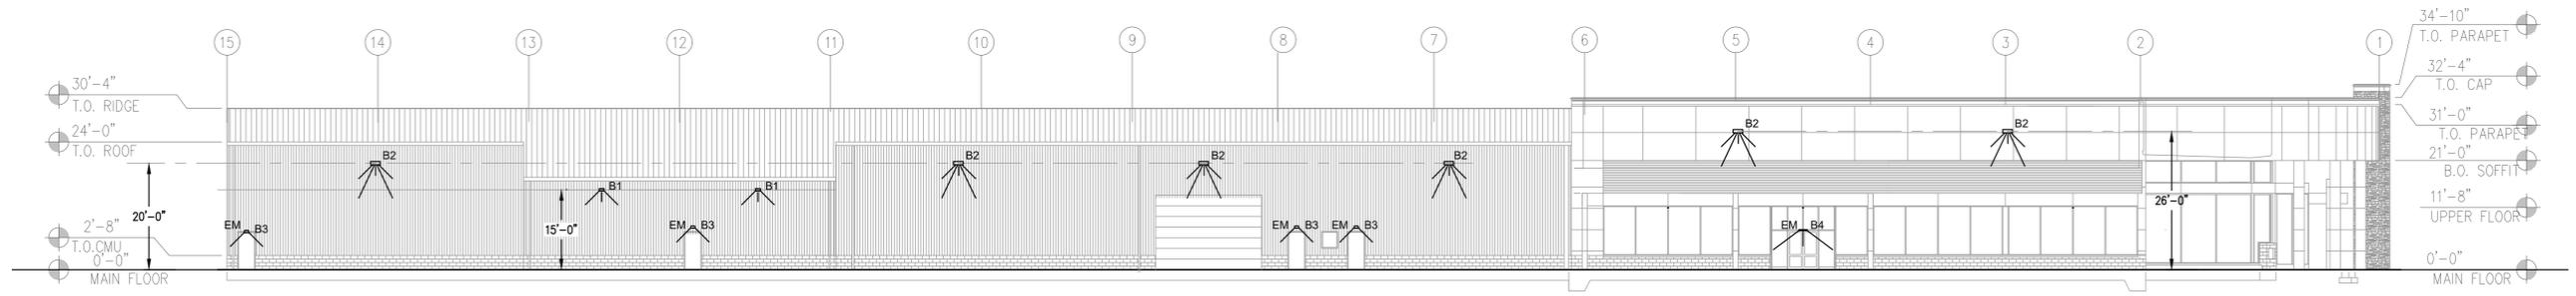 15 14 13 12 11 10 9 8 7 6 5 4 3 2 1
30'-4"
T.O. RIDGE
24'-0"
T.O. ROOF
20'-0"
2'-8"
T.O.CMU
0'-0"
MAIN FLOOR
B2 B2 B2 B2 B2 B2
B1 B1
15'-0"
26'-0"
EM B3 EM B3 EM B3 EM B3 EM B4
34'-10"
T.O. PARAPET
32'-4"
T.O. CAP
31'-0"
T.O. PARAPET
21'-0"
B.O. SOFFIT
11'-8"
UPPER FLOOR
0'-0"
MAIN FLOOR